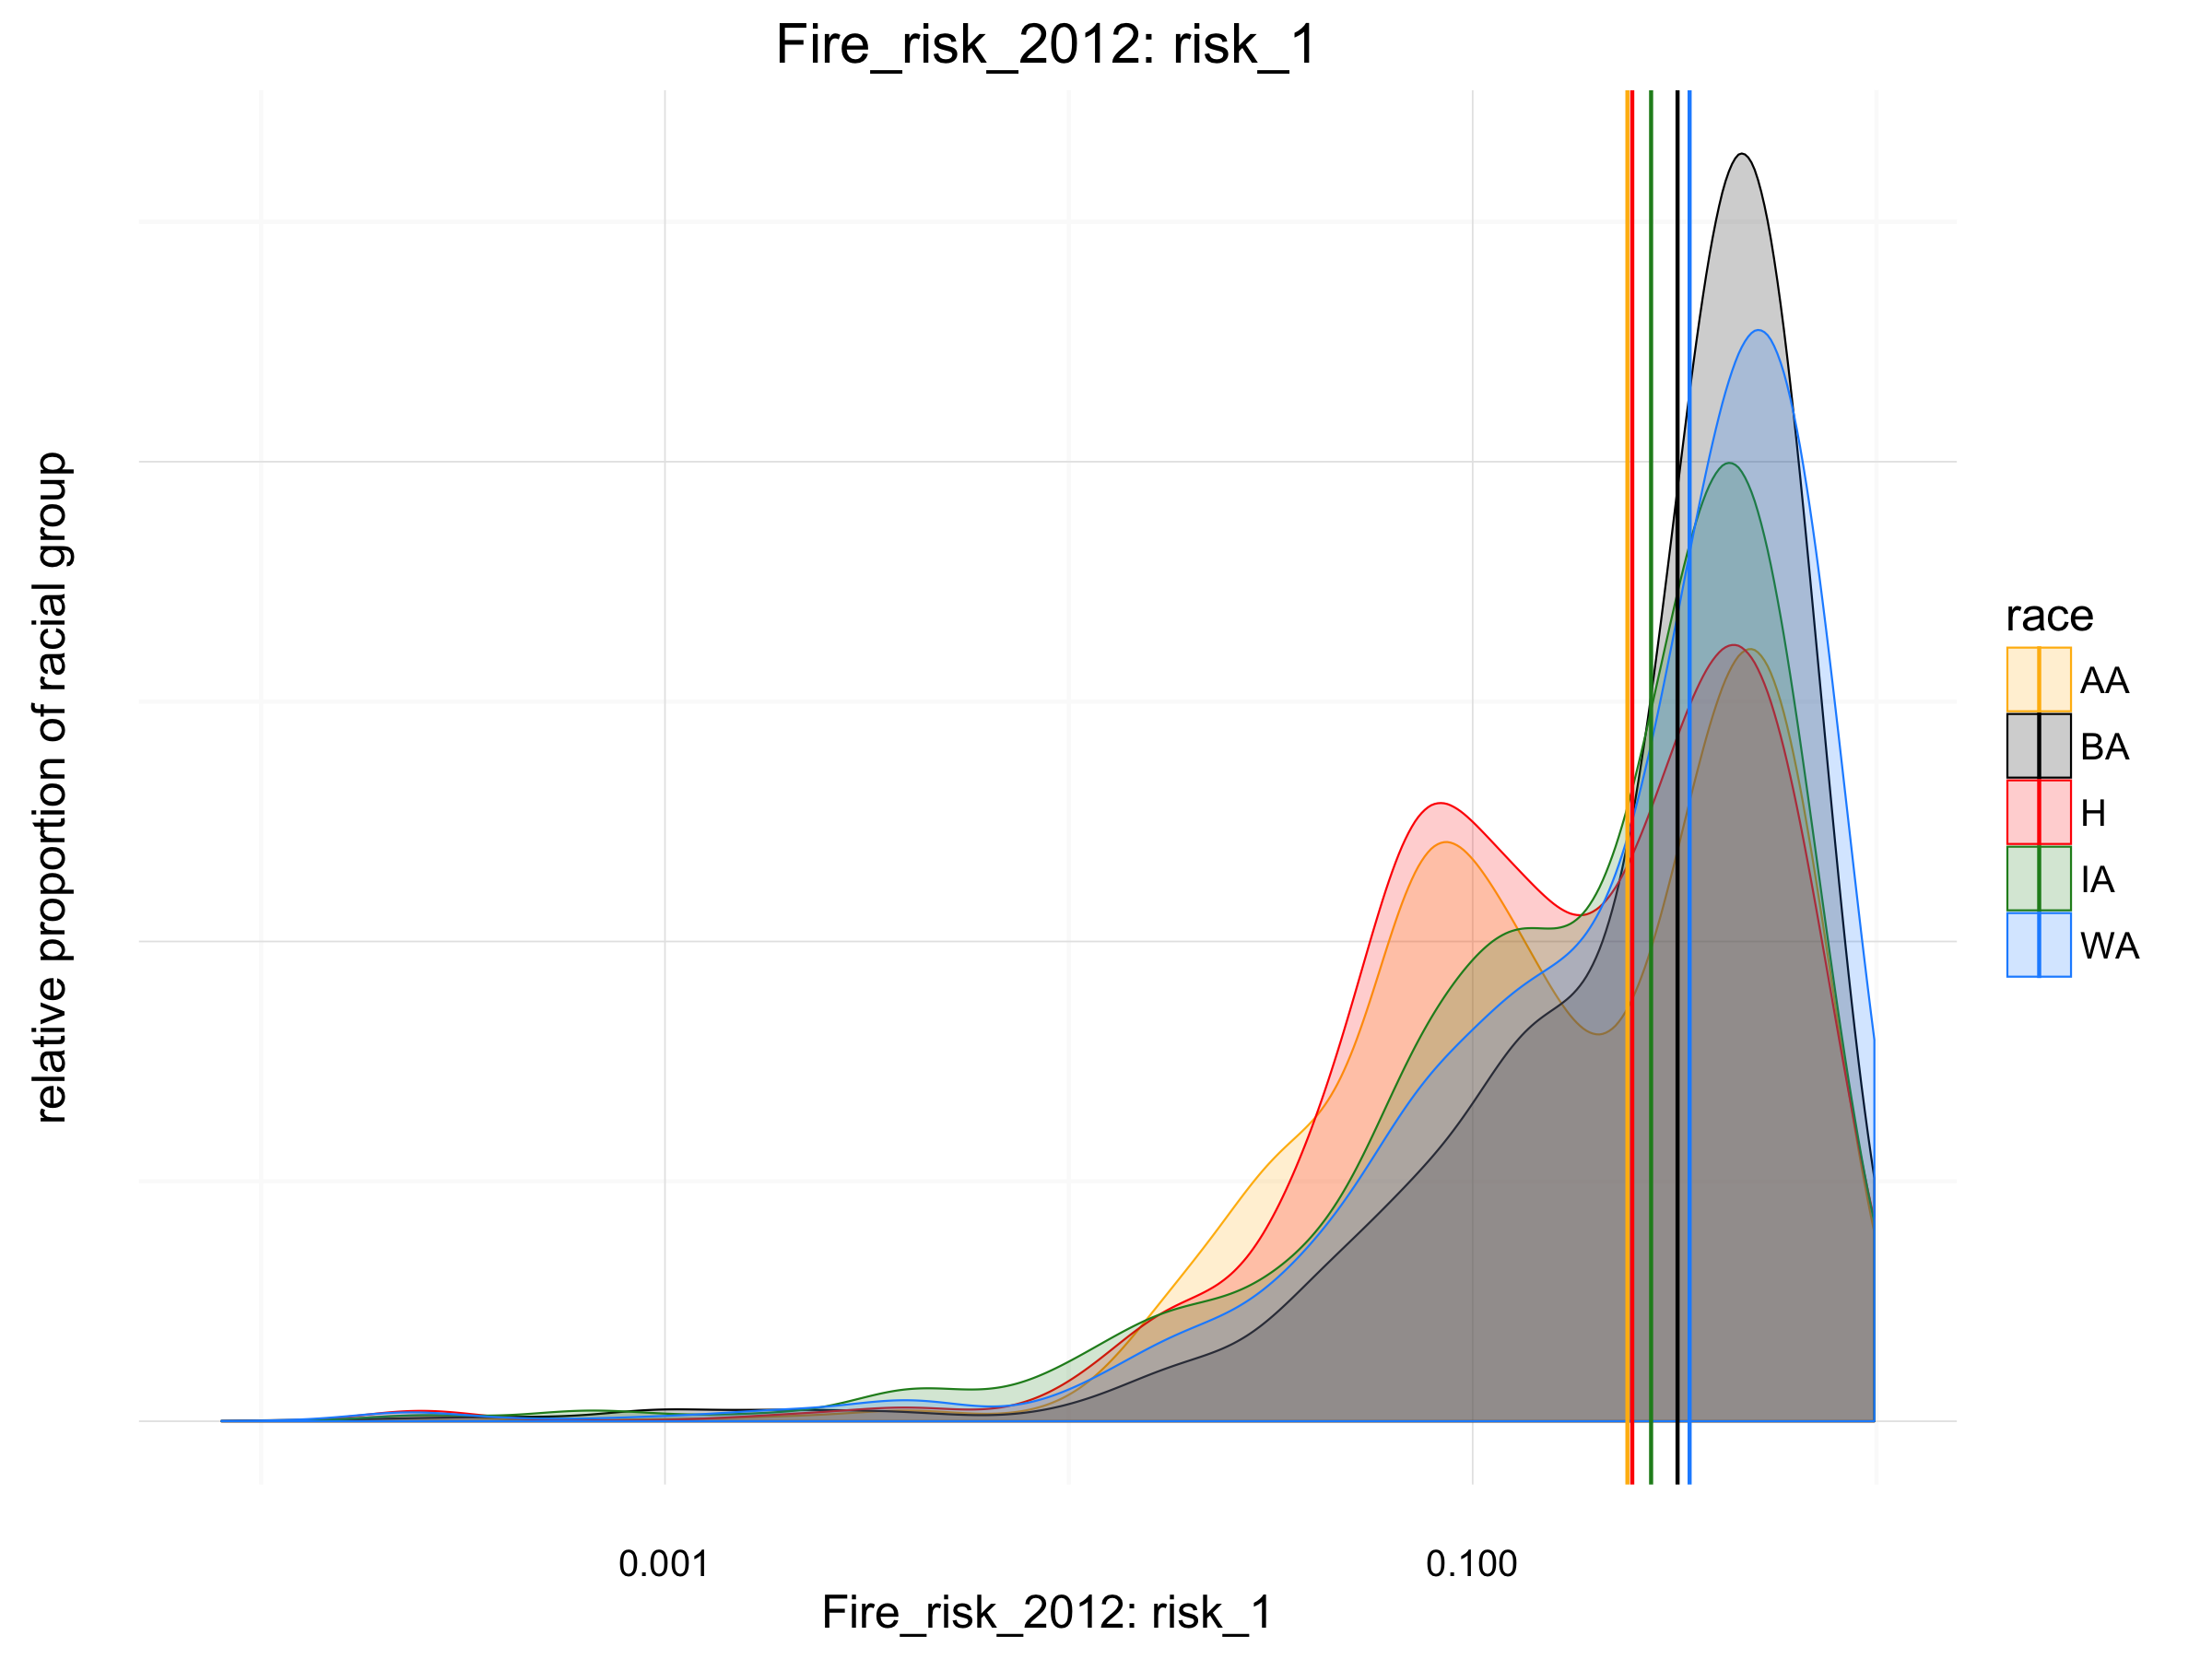 Fire_risk_2012: risk_1
relative proportion of racial group
race
AA
BA
H
IA
WA
0.001
0.100
Fire_risk_2012: risk_1